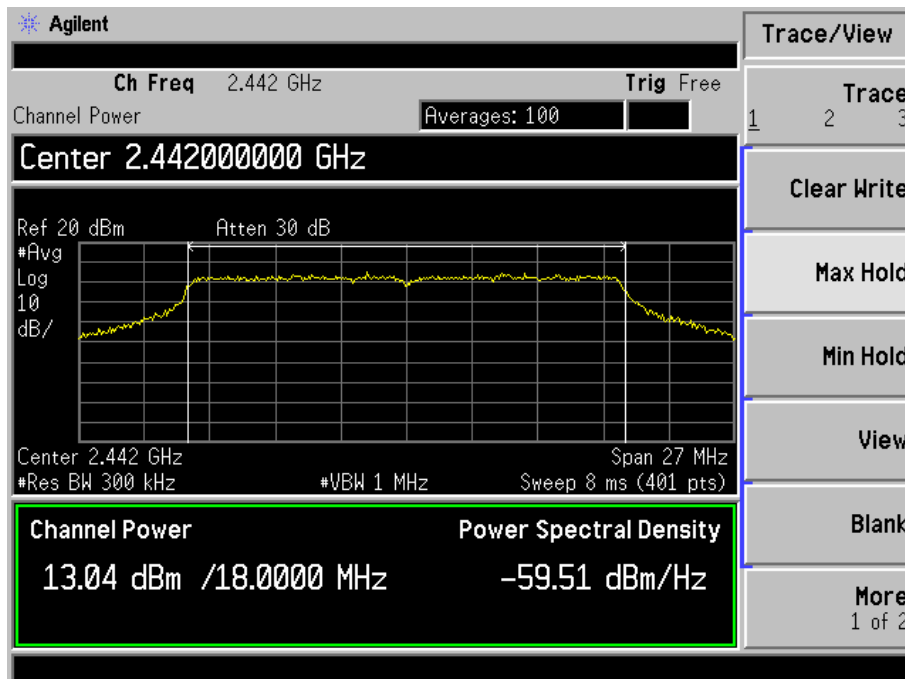 Agilent
Trace/View
Ch Freq 2.442 GHz Trig Free
Channel Power Averages: 100
Trace
1 2 3
Center 2.442000000 GHz
Clear Write
Ref 20 dBm Atten 30 dB
#Avg
Log
10
dB/
Max Hold
Min Hold
View
Center 2.442 GHz Span 27 MHz
#Res BW 300 kHz #VBW 1 MHz Sweep 8 ms (401 pts)
Channel Power Power Spectral Density
13.04 dBm /18.0000 MHz -59.51 dBm/Hz
Blank
More
1 of 2